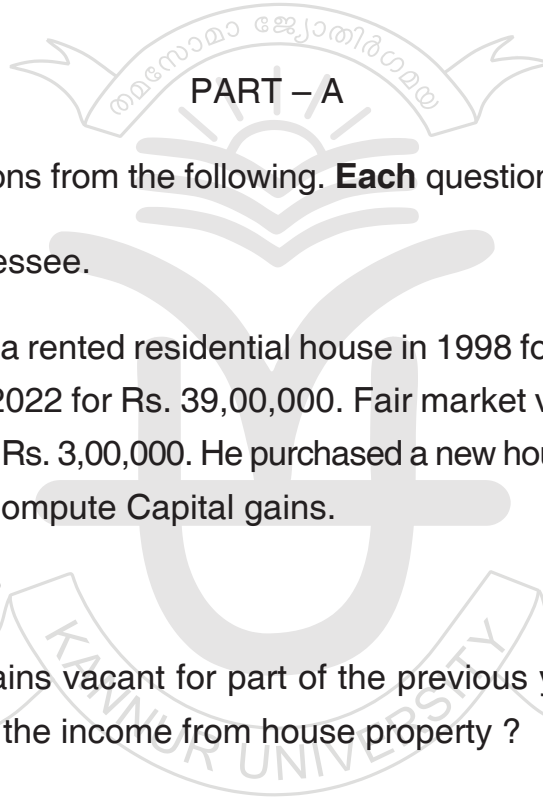 തമസോമാ ജ്യോതിർഗമയ
PART – A
ons from the following. Each question
essee.
a rented residential house in 1998 fo
2022 for Rs. 39,00,000. Fair market v
Rs. 3,00,000. He purchased a new hou
ompute Capital gains.
ains vacant for part of the previous y
the income from house property ?
KANNUR UNIVERSITY